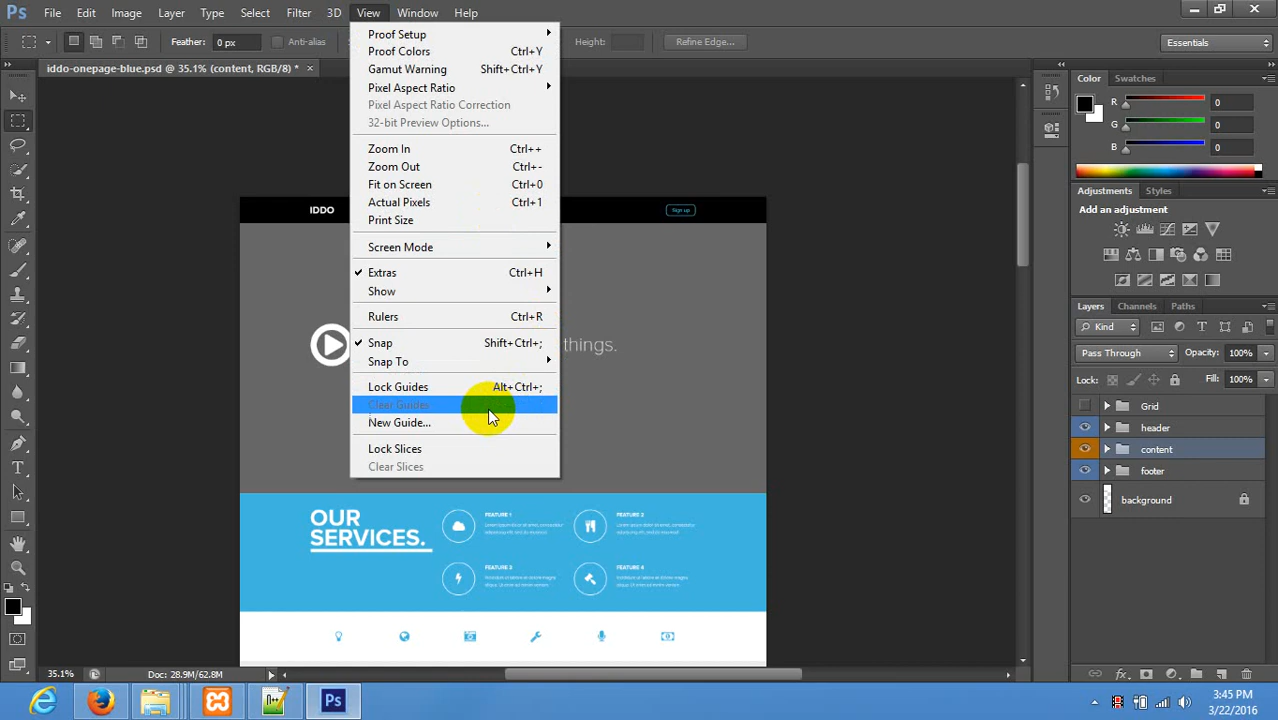 Ps File Edit Image Layer Type Select Filter 3D View Window Help
Feather: 0 px Anti-alias Height: Refine Edge... Essentials
iddo-onepage-blue.psd @ 35.1% (content, RGB/8) * ×
Proof Setup
Proof Colors Ctrl+Y
Gamut Warning Shift+Ctrl+Y
Pixel Aspect Ratio
Pixel Aspect Ratio Correction
32-bit Preview Options...
Zoom In Ctrl++
Zoom Out Ctrl+-
Fit on Screen Ctrl+0
Actual Pixels Ctrl+1
Print Size
Screen Mode
Extras Ctrl+H
Show
Rulers Ctrl+R
Snap Shift+Ctrl+;
Snap To
Lock Guides Alt+Ctrl+;
Clear Guides
New Guide...
Lock Slices
Clear Slices
IDDO
Sign up
things.
OUR
SERVICES.
FEATURE 1
FEATURE 2
FEATURE 3
FEATURE 4
Color Swatches
R 0
G 0
B 0
Adjustments Styles
Add an adjustment
Layers Channels Paths
Kind
Pass Through Opacity: 100%
Lock: Fill: 100%
Grid
header
content
footer
background
35.1% Doc: 28.9M/62.8M
Ps
3:45 PM
3/22/2016